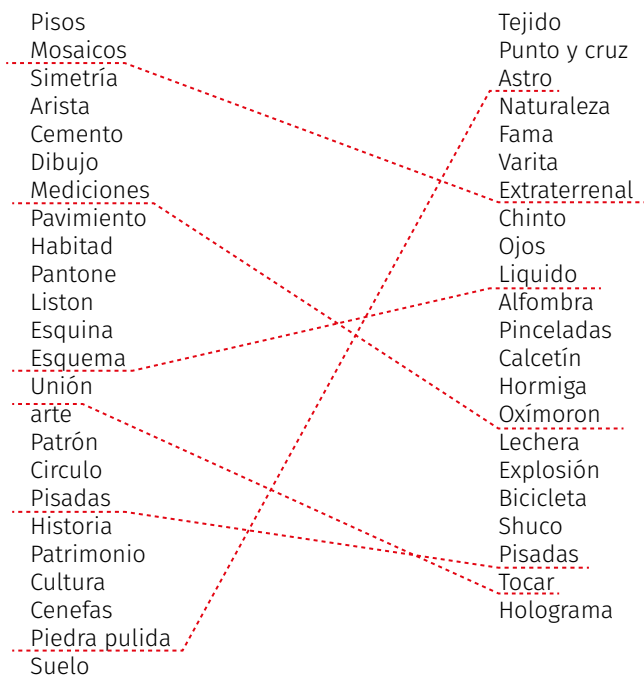 Pisos
Mosaicos
Simetría
Arista
Cemento
Dibujo
Mediciones
Pavimiento
Habitad
Pantone
Liston
Esquina
Esquema
Unión
arte
Patrón
Circulo
Pisadas
Historia
Patrimonio
Cultura
Cenefas
Piedra pulida
Suelo
Tejido
Punto y cruz
Astro
Naturaleza
Fama
Varita
Extraterrenal
Chinto
Ojos
Liquido
Alfombra
Pinceladas
Calcetín
Hormiga
Oxímoron
Lechera
Explosión
Bicicleta
Shuco
Pisadas
Tocar
Holograma